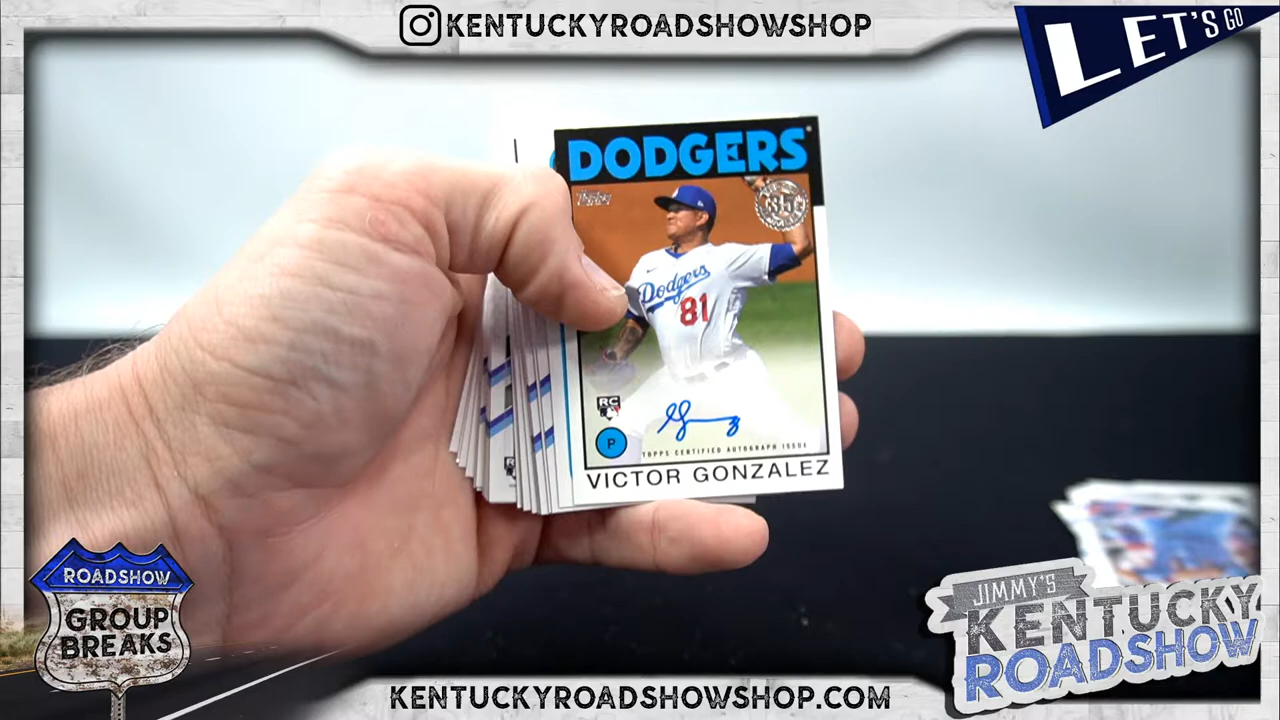 KENTUCKYROADSHOWSHOP
LET'S GO
DODGERS
Topps
35
Dodgers
81
RC
P
TOPPS CERTIFIED AUTOGRAPH ISSUE
VICTOR GONZALEZ
ROADSHOW
GROUP
BREAKS
JIMMY'S
KENTUCKY
ROADSHOW
KENTUCKYROADSHOWSHOP.COM